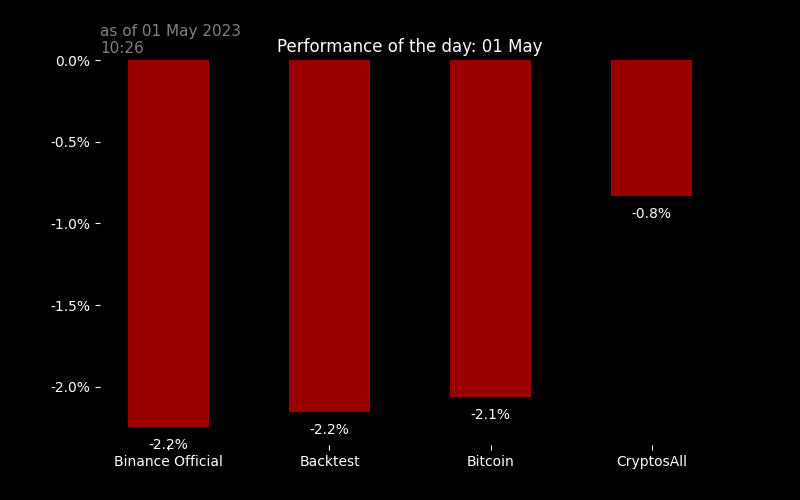 as of 01 May 2023
10:26
Performance of the day: 01 May
0.0%
-0.5%
-1.0%
-1.5%
-2.0%
-2.2%
-2.2%
-2.1%
-0.8%
Binance Official
Backtest
Bitcoin
CryptosAll